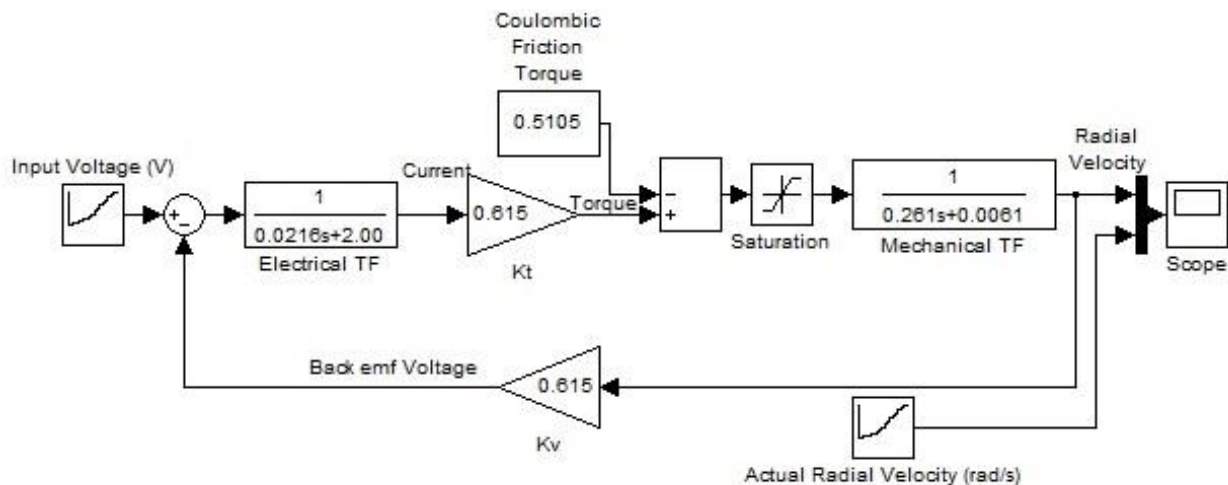 Coulombic
Friction
Torque
0.5105
Input Voltage (V)
+
−
1
0.0216s+2.00
Electrical TF
Current
0.615
Kt
Torque
−
+
Saturation
1
0.261s+0.0061
Mechanical TF
Radial
Velocity
Scope
Back emf Voltage
0.615
Kv
Actual Radial Velocity (rad/s)